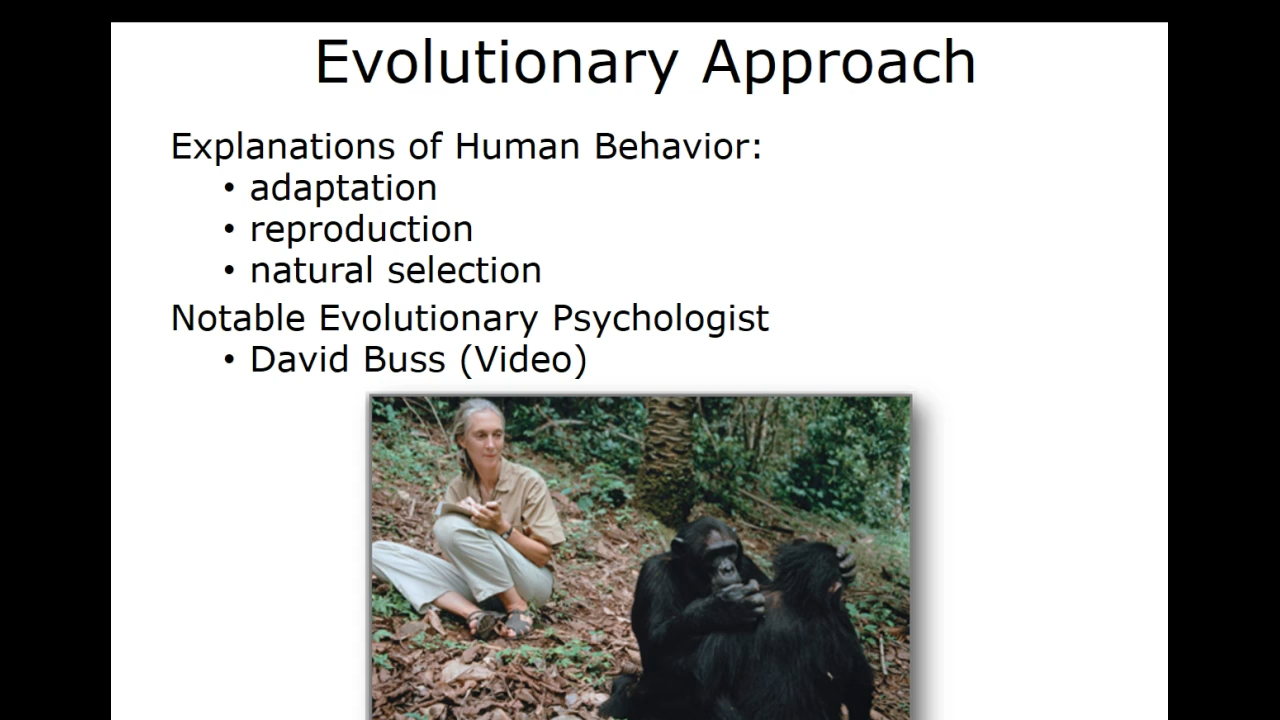 Evolutionary Approach
Explanations of Human Behavior:
• adaptation
• reproduction
• natural selection
Notable Evolutionary Psychologist
• David Buss (Video)